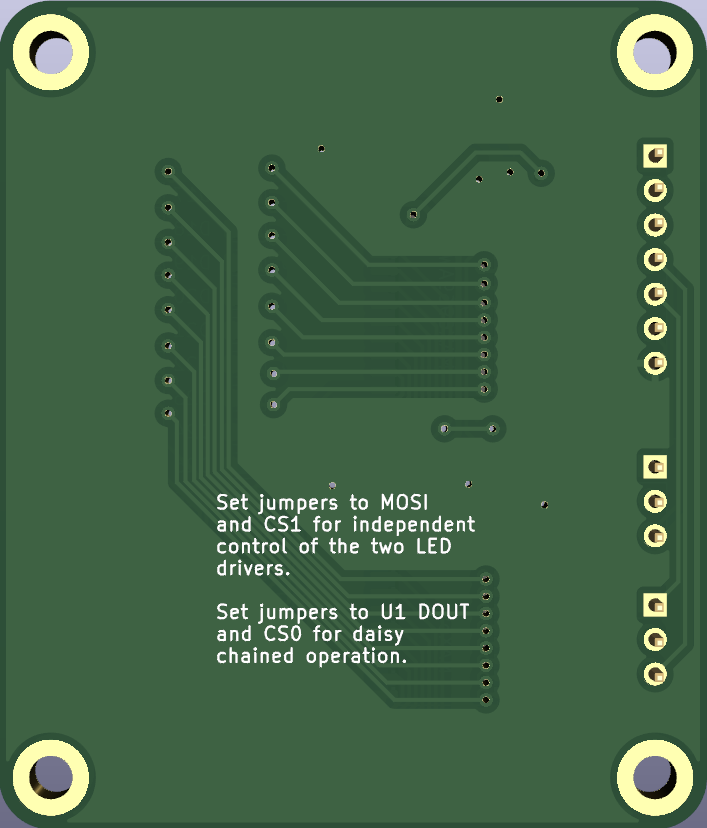 Set jumpers to MOSI
and CS1 for independent
control of the two LED
drivers.
Set jumpers to U1 DOUT
and CS0 for daisy
chained operation.